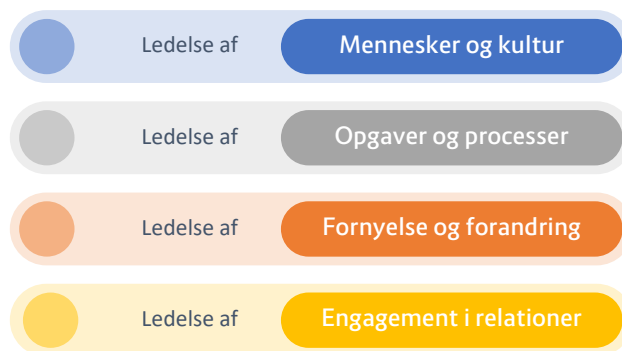 Ledelse af Mennesker og kultur
Ledelse af Opgaver og processer
Ledelse af Fornyelse og forandring
Ledelse af Engagement i relationer